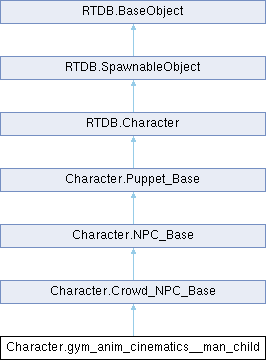 RTDB.BaseObject
RTDB.SpawnableObject
RTDB.Character
Character.Puppet_Base
Character.NPC_Base
Character.Crowd_NPC_Base
Character.gym_anim_cinematics__man_child